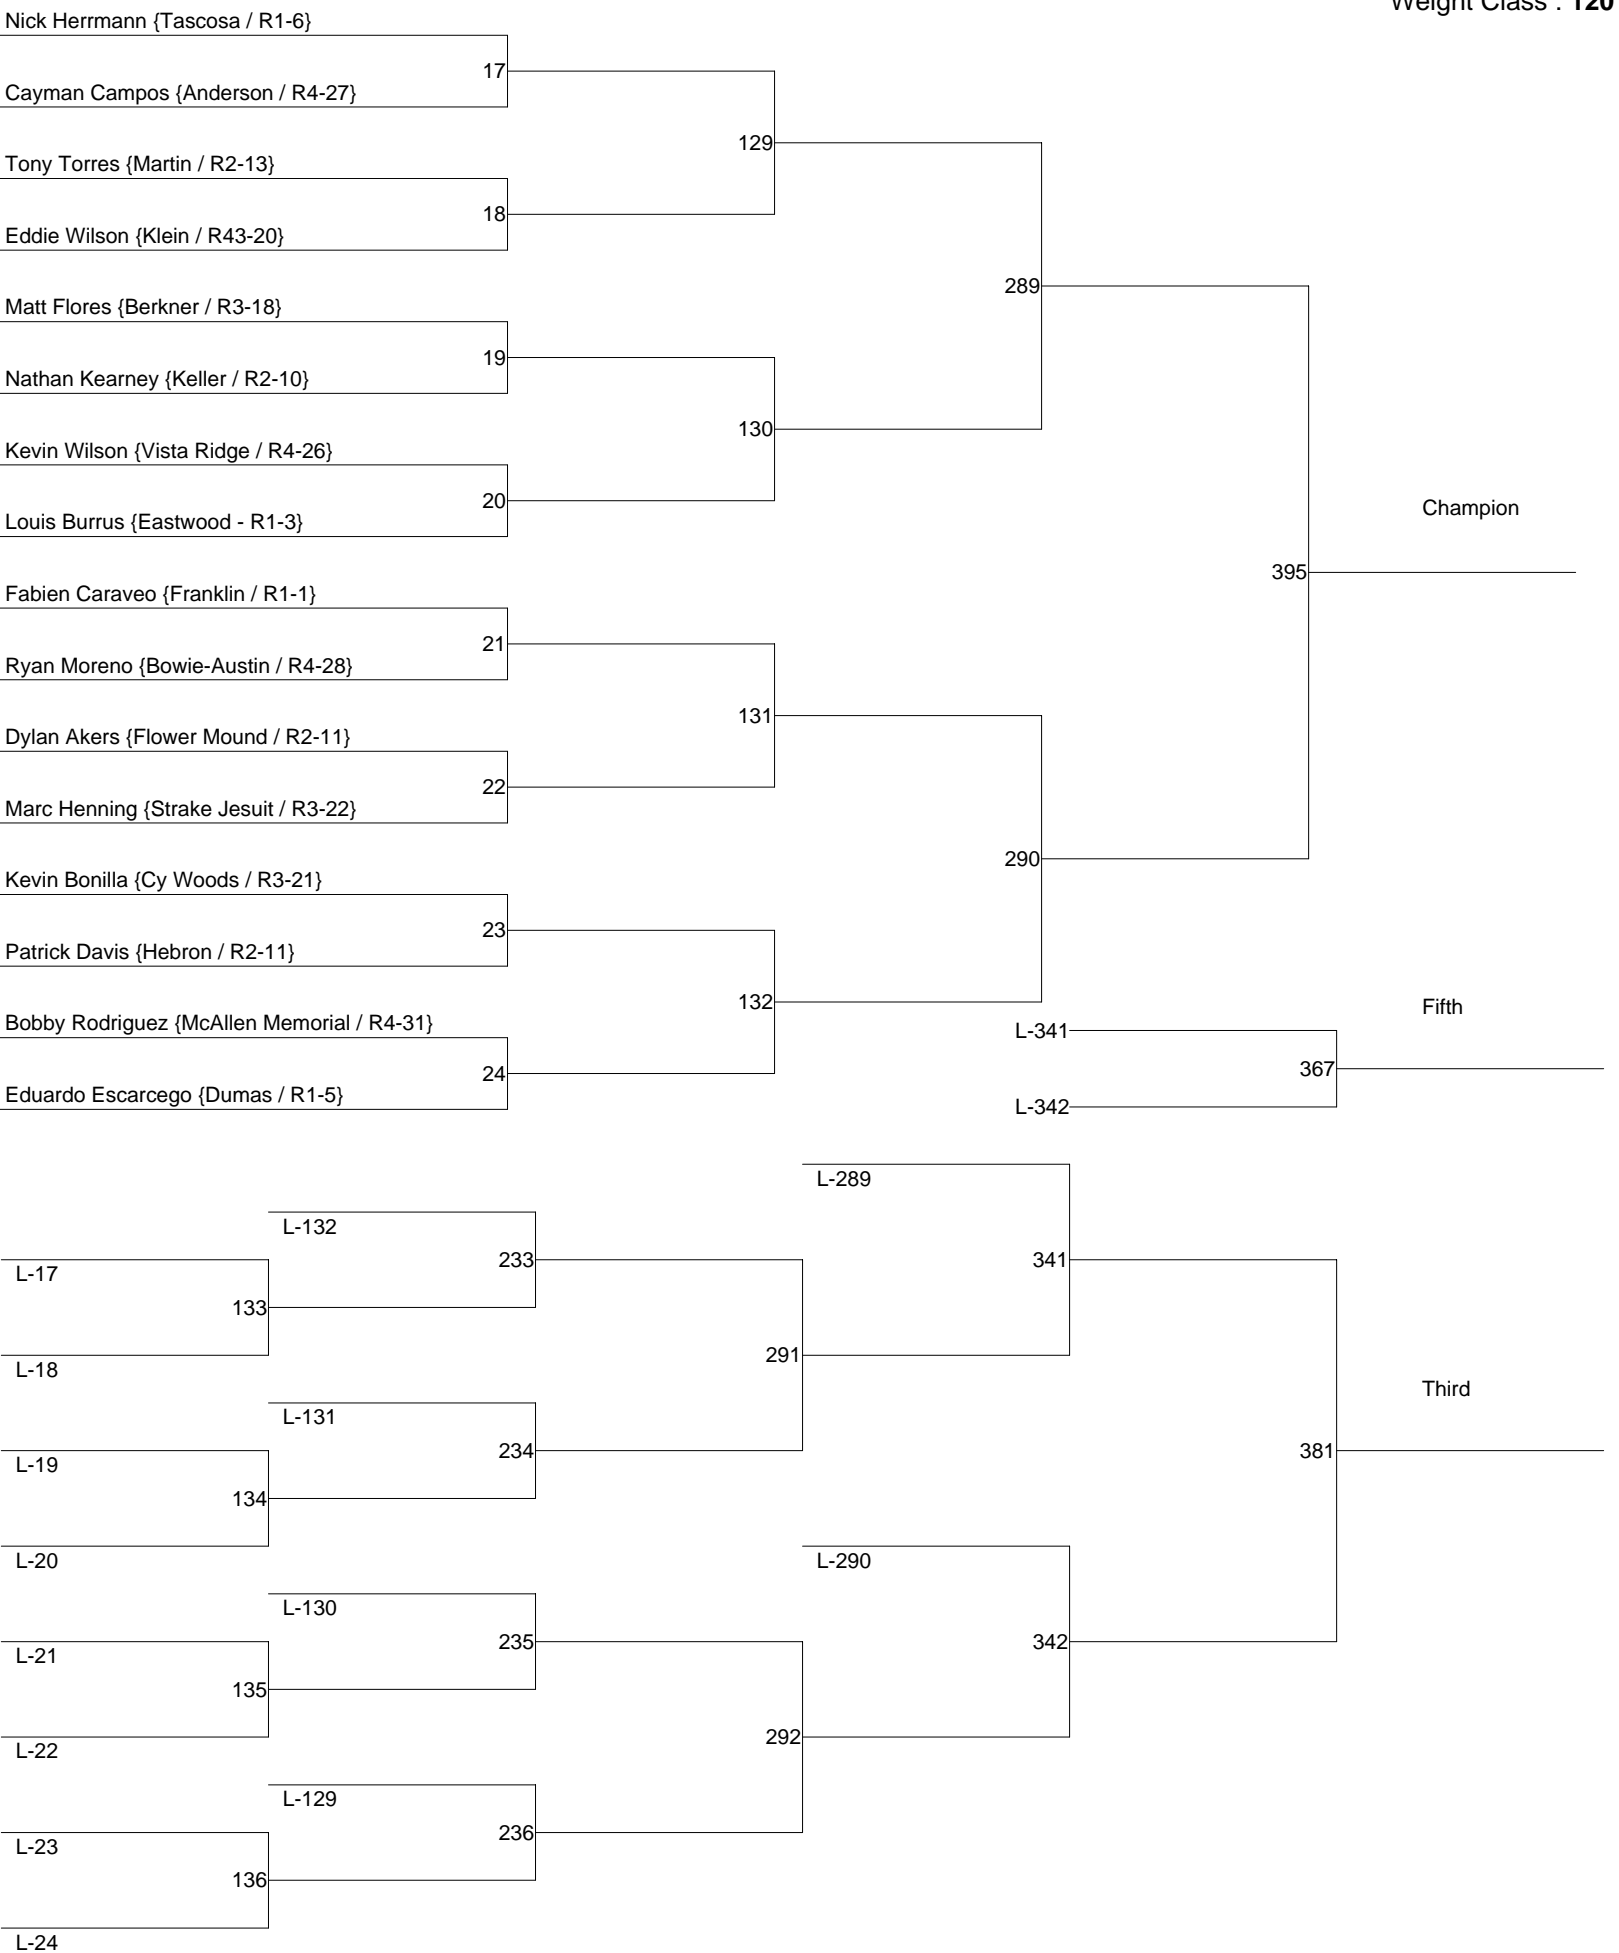 Weight Class : 120
Nick Herrmann {Tascosa / R1-6}
17
Cayman Campos {Anderson / R4-27}
129
Tony Torres {Martin / R2-13}
18
Eddie Wilson {Klein / R43-20}
289
Matt Flores {Berkner / R3-18}
19
Nathan Kearney {Keller / R2-10}
130
Kevin Wilson {Vista Ridge / R4-26}
20
Champion
Louis Burrus {Eastwood - R1-3}
395
Fabien Caraveo {Franklin / R1-1}
21
Ryan Moreno {Bowie-Austin / R4-28}
131
Dylan Akers {Flower Mound / R2-11}
22
Marc Henning {Strake Jesuit / R3-22}
290
Kevin Bonilla {Cy Woods / R3-21}
23
Patrick Davis {Hebron / R2-11}
132
Fifth
Bobby Rodriguez {McAllen Memorial / R4-31}
L-341
367
24
Eduardo Escarcego {Dumas / R1-5}
L-342
L-289
L-132
233
341
L-17
133
291
L-18
Third
L-131
234
381
L-19
134
L-20
L-290
L-130
235
342
L-21
135
292
L-22
L-129
236
L-23
136
L-24